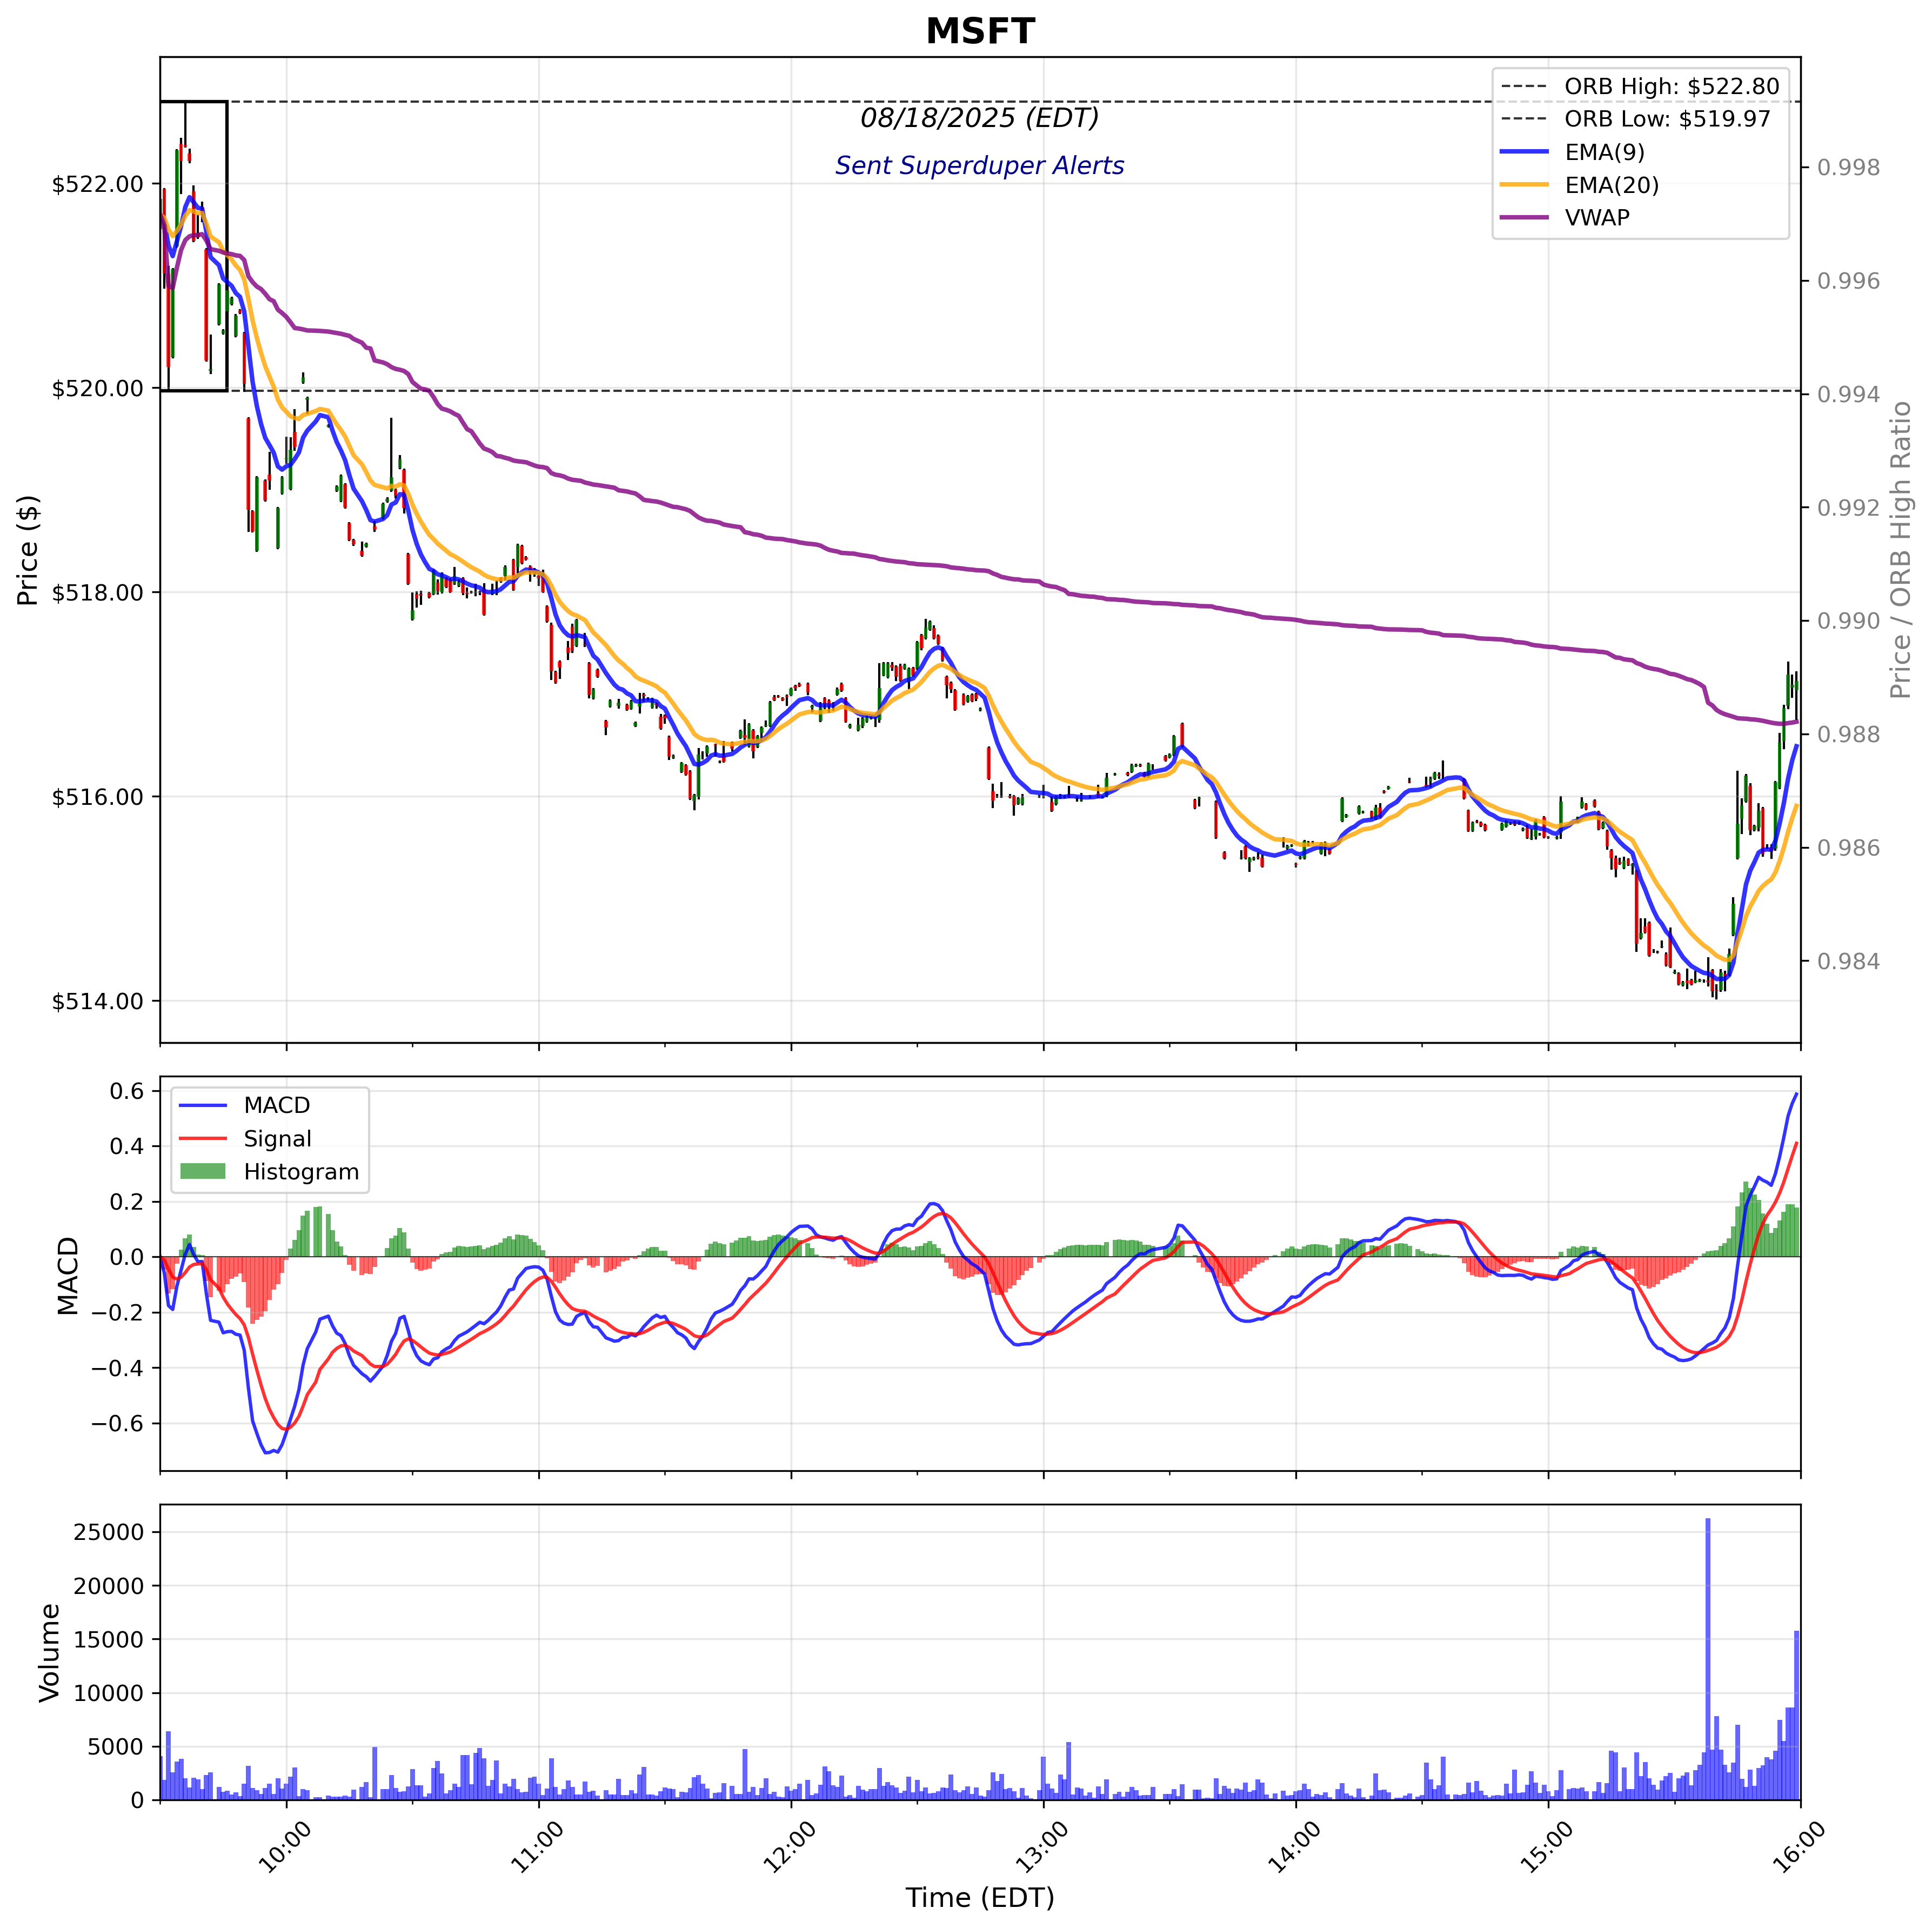 MSFT
08/18/2025 (EDT)
Sent Superduper Alerts
ORB High: $522.80
ORB Low: $519.97
EMA(9)
EMA(20)
VWAP
Price ($)
$522.00
$520.00
$518.00
$516.00
$514.00
0.998
0.996
0.994
0.992
0.990
0.988
0.986
0.984
Price / ORB High Ratio
MACD
Signal
Histogram
MACD
0.6
0.4
0.2
0.0
−0.2
−0.4
−0.6
Volume
25000
20000
15000
10000
5000
0
10:00
11:00
12:00
13:00
14:00
15:00
16:00
Time (EDT)